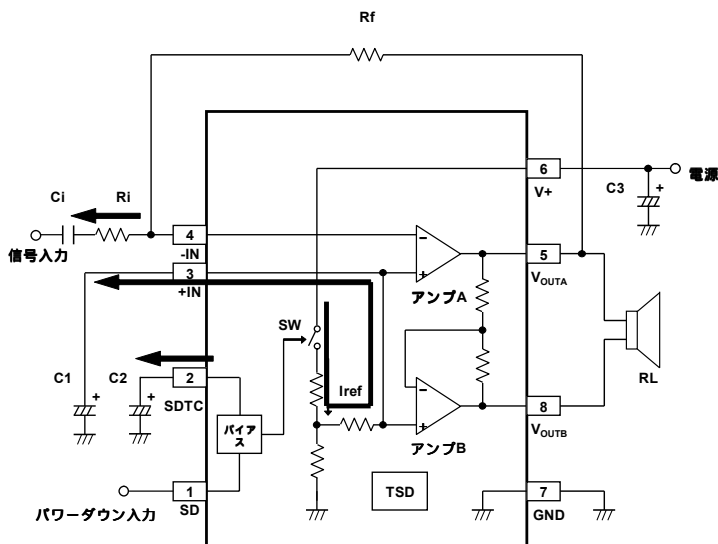 Rf
6
V+
電源
C3
+
Ci
Ri
4
-IN
信号入力
3
+IN
-
+
アンプA
5
VOUTA
SW
RL
C1
+
C2
+
2
SDTC
Iref
バイア
ス
-
+
アンプB
8
VOUTB
1
SD
パワーダウン入力
TSD
7
GND